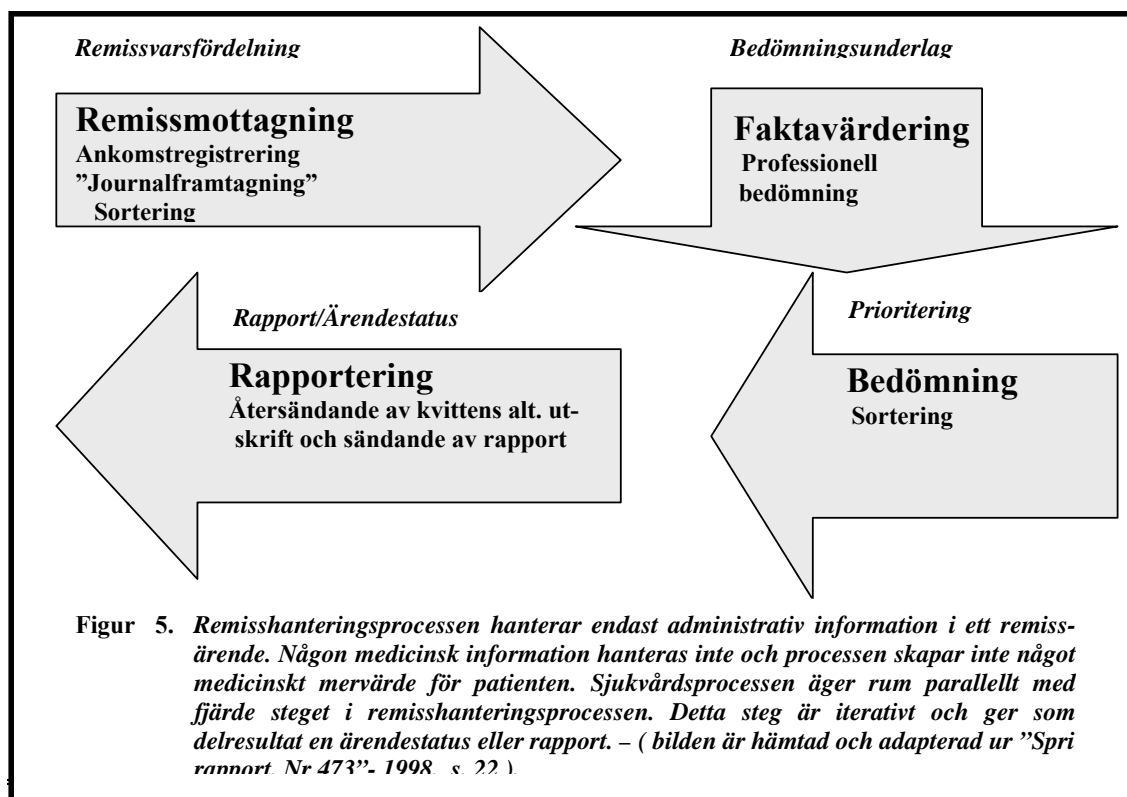 Remissvarsfördelning
Remissmottagning
Ankomstregistrering
”Journalframtagning”
Sortering
Bedömningsunderlag
Faktavärdering
Professionell
bedömning
Rapport/Ärendestatus
Rapportering
Återsändande av kvittens alt. ut-
skrift och sändande av rapport
Prioritering
Bedömning
Sortering
Figur 5. Remisshanteringsprocessen hanterar endast administrativ information i ett remiss-
ärende. Någon medicinsk information hanteras inte och processen skapar inte något
medicinskt mervärde för patienten. Sjukvårdsprocessen äger rum parallellt med
fjärde steget i remisshanteringsprocessen. Detta steg är iterativt och ger som
delresultat en ärendestatus eller rapport. – ( bilden är hämtad och adapterad ur ”Spri
rapport. Nr 473”- 1998. s. 22 ).